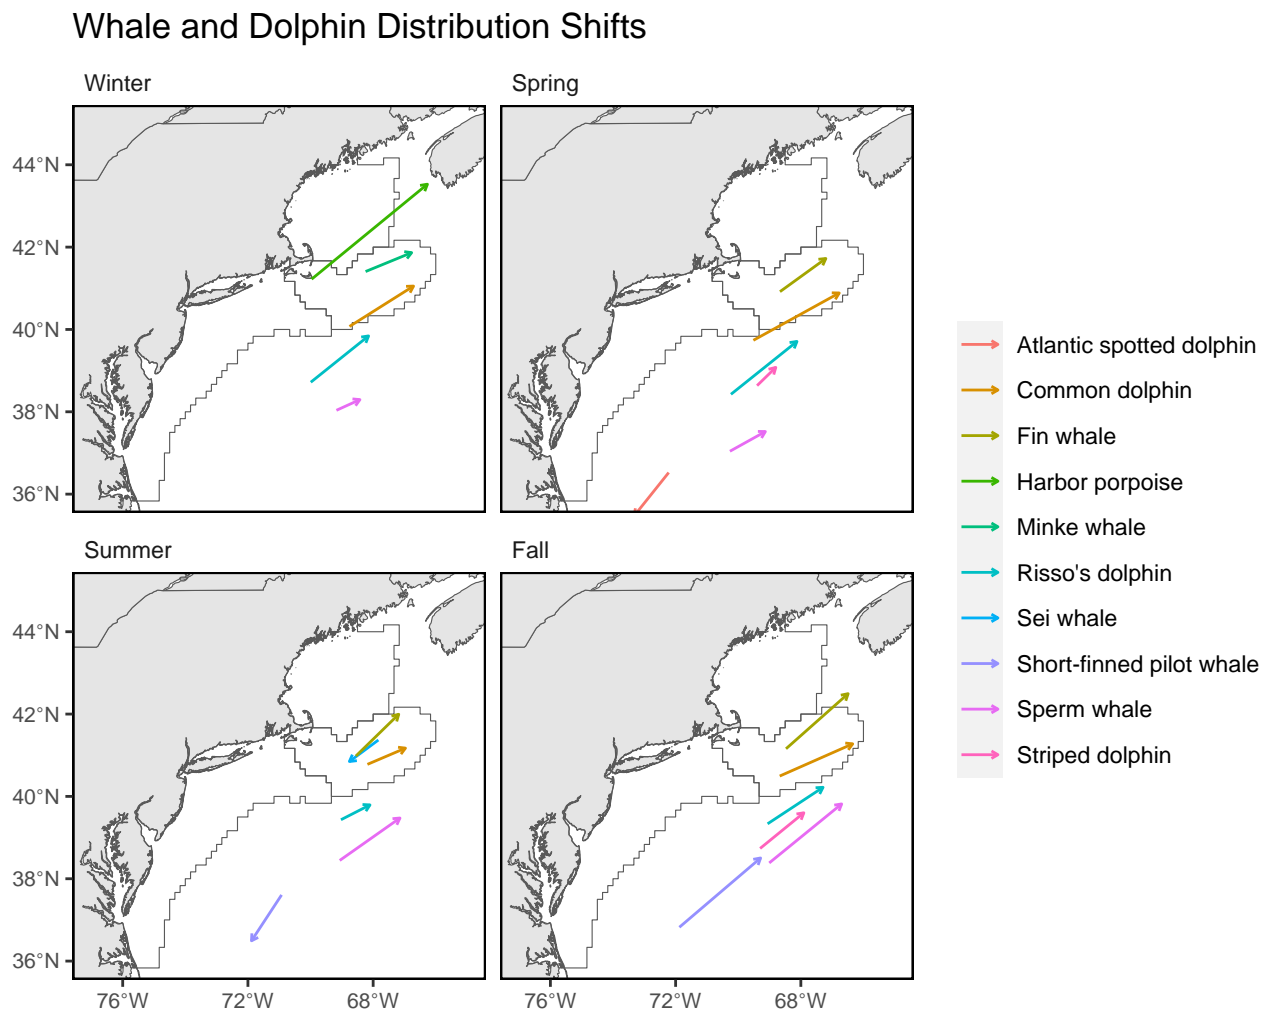 Whale and Dolphin Distribution Shifts
Winter
Spring
44°N
42°N
40°N
38°N
36°N
Summer
Fall
44°N
42°N
40°N
38°N
36°N
76°W
72°W
68°W
76°W
72°W
68°W
Atlantic spotted dolphin
Common dolphin
Fin whale
Harbor porpoise
Minke whale
Risso's dolphin
Sei whale
Short-finned pilot whale
Sperm whale
Striped dolphin